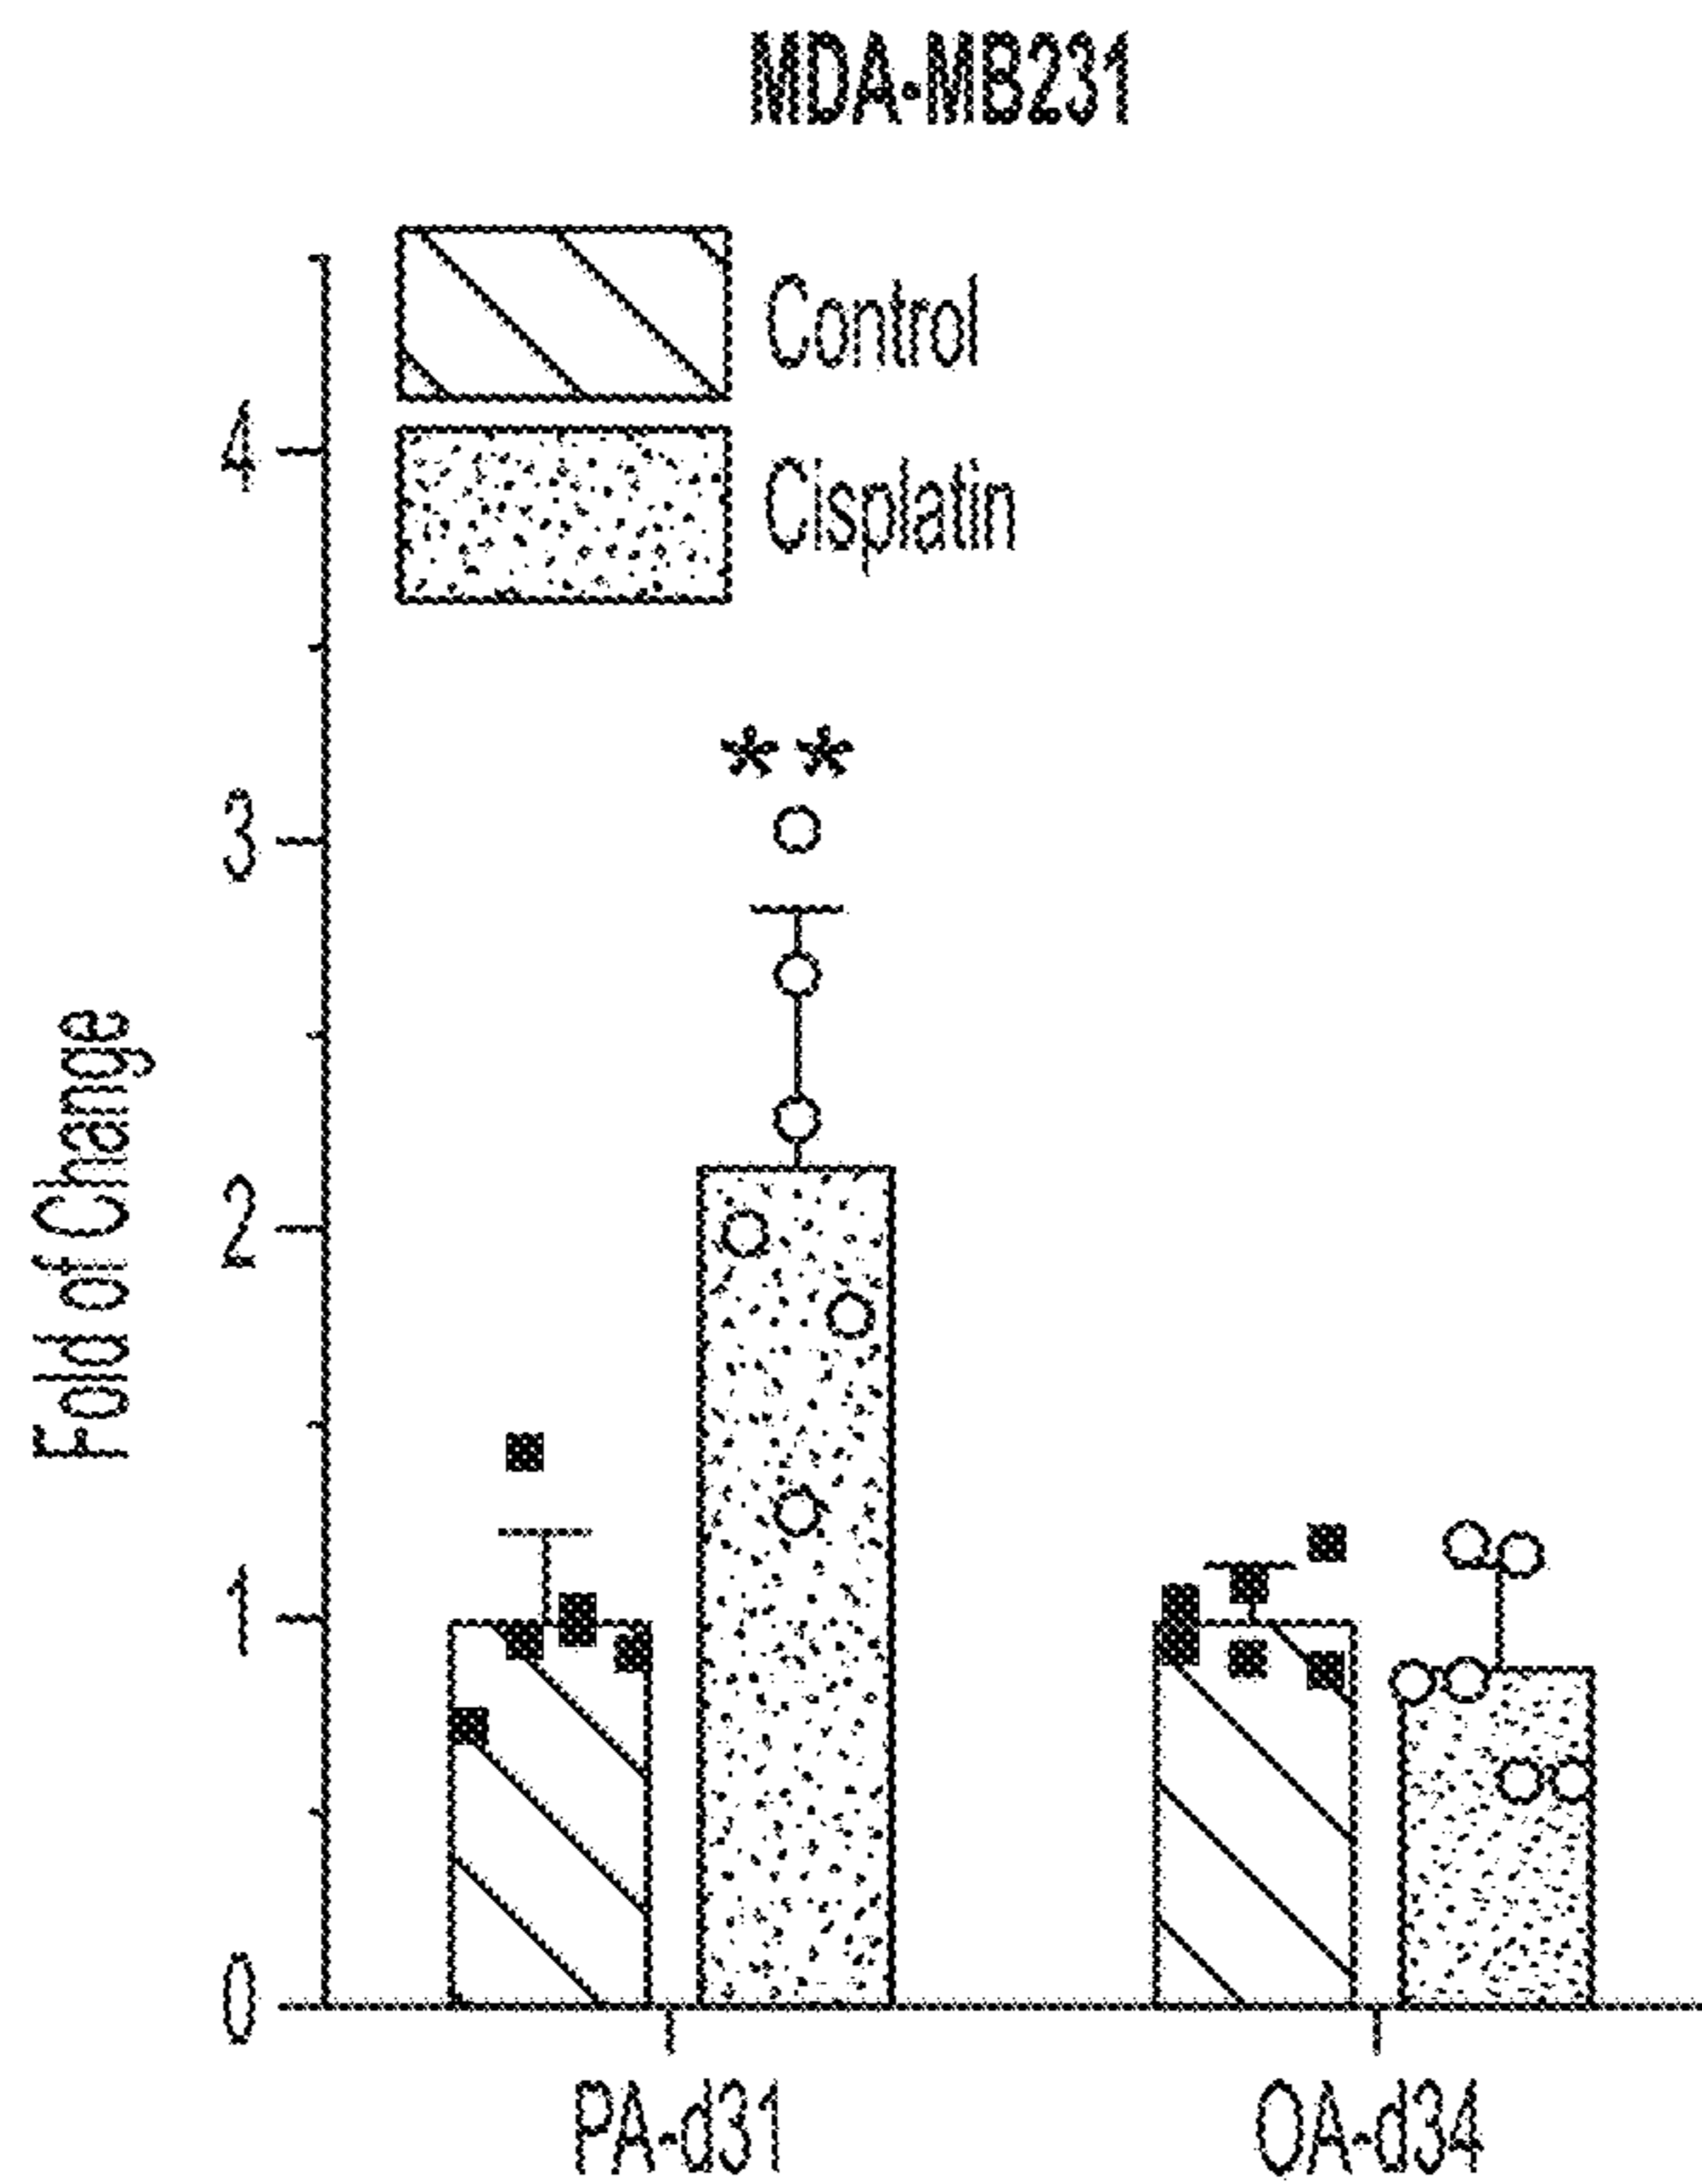 MDA-MB231
Control
Cisplatin
4
3
2
1
0
Fold of Change
**
PA-d31
OA-d34